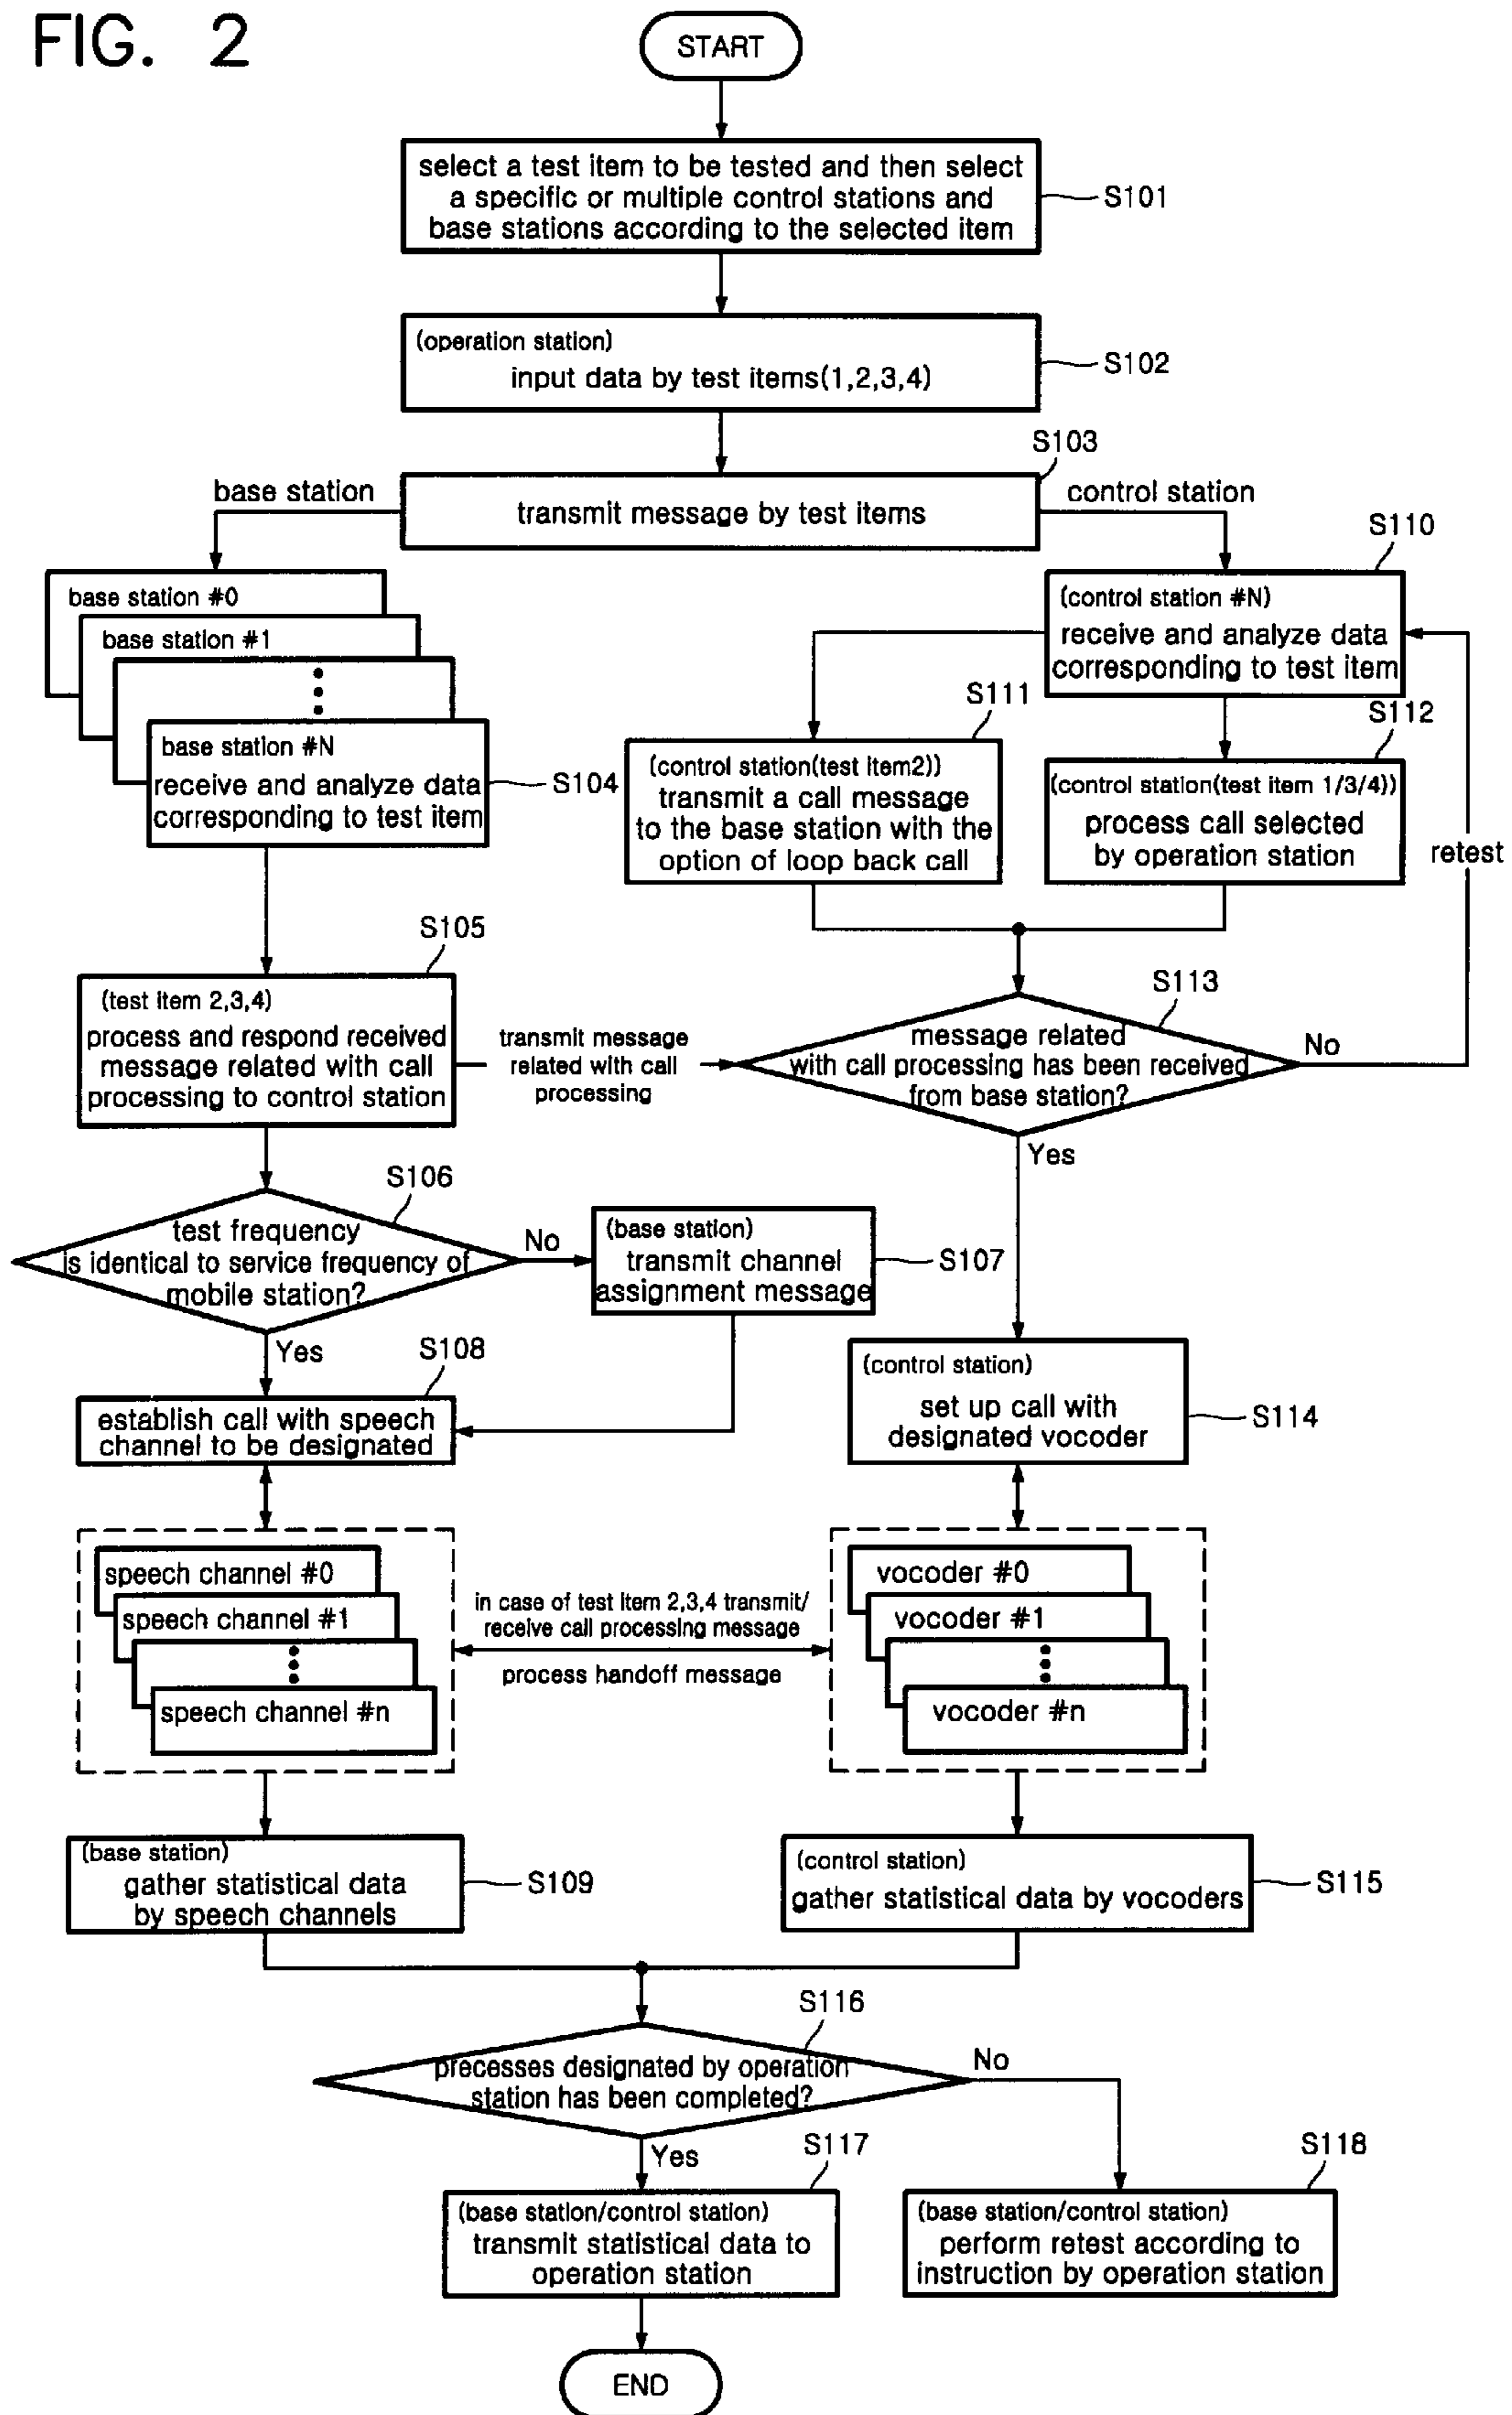 FIG. 2
START
select a test item to be tested and then select
a specific or multiple control stations and
base stations according to the selected item
S101
(operation station)
input data by test items(1,2,3,4)
S102
S103
base station
transmit message by test items
control station
S110
base station #0
base station #1
base station #N
receive and analyze data
corresponding to test item
S104
(control station #N)
receive and analyze data
corresponding to test item
S111
S112
(control station(test item2))
transmit a call message
to the base station with the
option of loop back call
(control station(test item 1/3/4))
process call selected
by operation station
retest
S105
(test item 2,3,4)
process and respond received
message related with call
processing to control station
transmit message
related with call
processing
S113
message related
with call processing has been received
from base station?
No
Yes
S106
test frequency
is identical to service frequency of
mobile station?
No
Yes
(base station)
transmit channel
assignment message
S107
S108
establish call with speech
channel to be designated
(control station)
set up call with
designated vocoder
S114
speech channel #0
speech channel #1
speech channel #n
in case of test item 2,3,4 transmit/
receive call processing message
process handoff message
vocoder #0
vocoder #1
vocoder #n
(base station)
gather statistical data
by speech channels
S109
(control station)
gather statistical data by vocoders
S115
S116
precesses designated by operation
station has been completed?
No
Yes
S117
S118
(base station/control station)
transmit statistical data to
operation station
(base station/control station)
perform retest according to
instruction by operation station
END